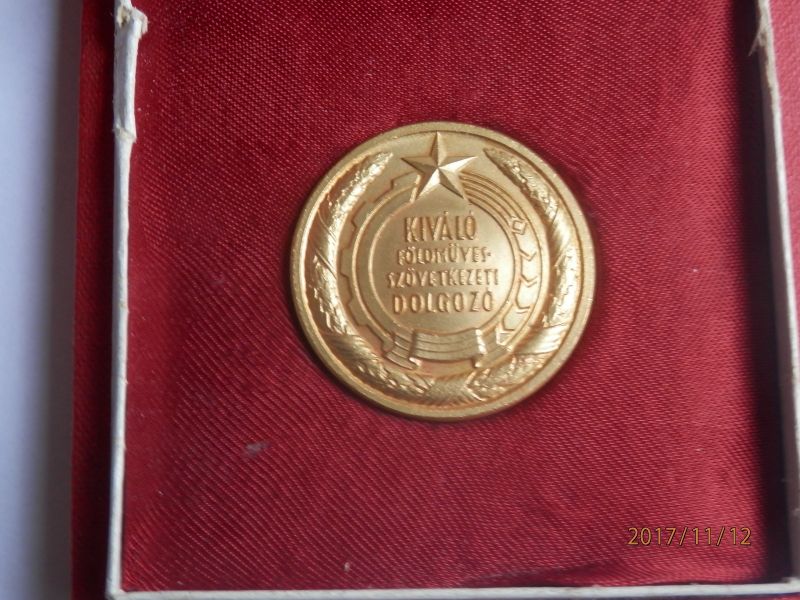 KIVÁLÓ
FÖLDMŰVES-
SZÖVETKEZETI
DOLGOZÓ
2017/11/12